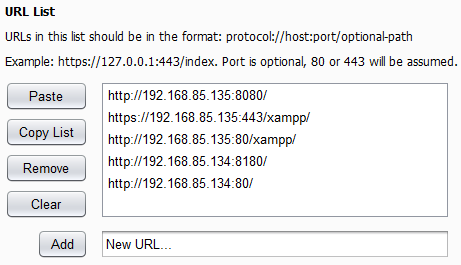 URL List
URLs in this list should be in the format: protocol://host:port/optional-path
Example: https://127.0.0.1:443/index. Port is optional, 80 or 443 will be assumed.
Paste
Copy List
Remove
Clear
http://192.168.85.135:8080/
https://192.168.85.135:443/xampp/
http://192.168.85.135:80/xampp/
http://192.168.85.134:8180/
http://192.168.85.134:80/
Add
New URL...